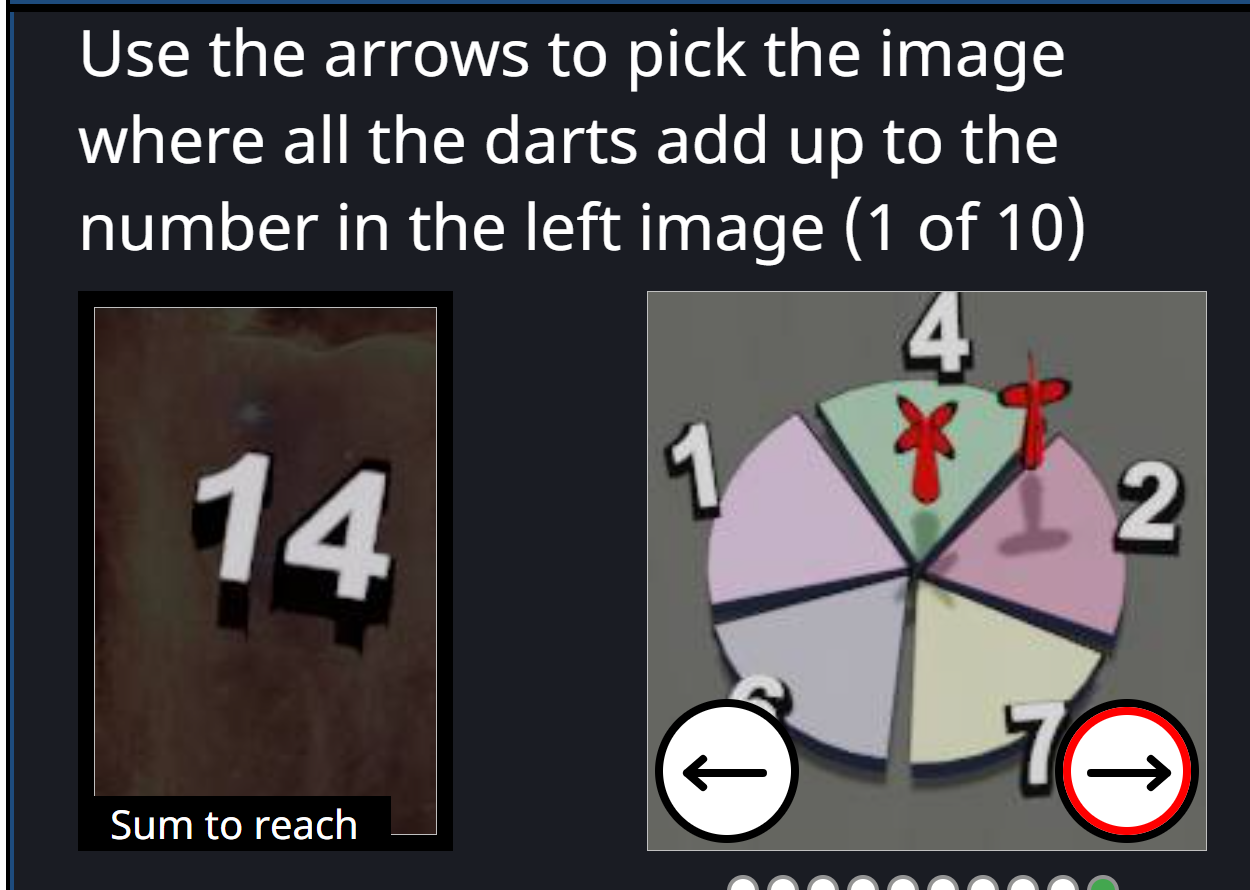 Use the arrows to pick the image
where all the darts add up to the
number in the left image (1 of 10)
14
Sum to reach
4
1
2
6
7